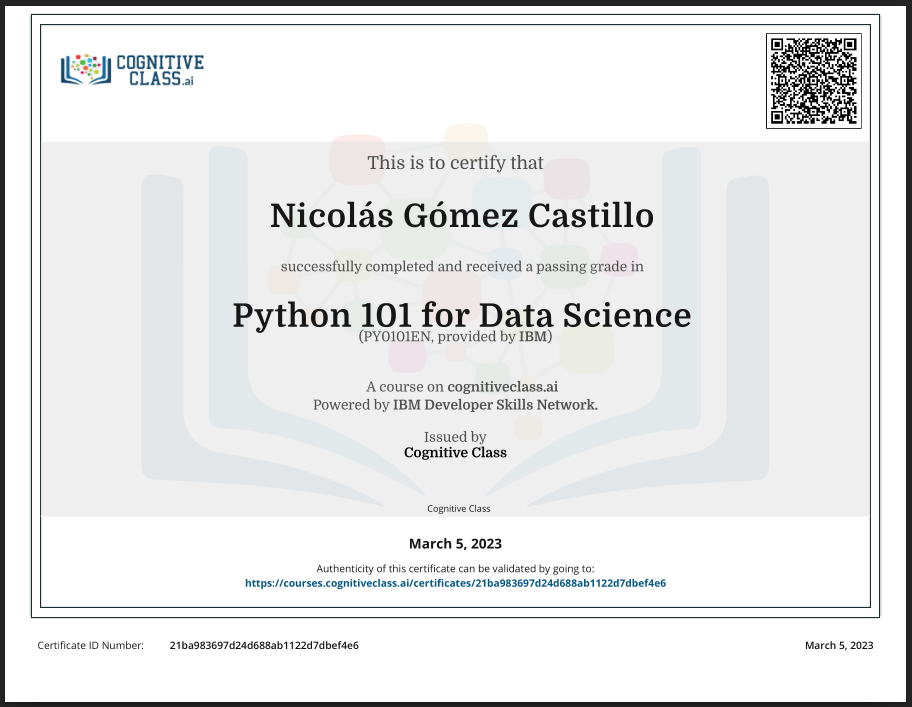 COGNITIVE
CLASS.ai
This is to certify that
Nicolás Gómez Castillo
successfully completed and received a passing grade in
Python 101 for Data Science
(PY0101EN, provided by IBM)
A course on cognitiveclass.ai
Powered by IBM Developer Skills Network.
Issued by
Cognitive Class
Cognitive Class
March 5, 2023
Authenticity of this certificate can be validated by going to:
https://courses.cognitiveclass.ai/certificates/21ba983697d24d688ab1122d7dbef4e6
Certificate ID Number: 21ba983697d24d688ab1122d7dbef4e6 March 5, 2023